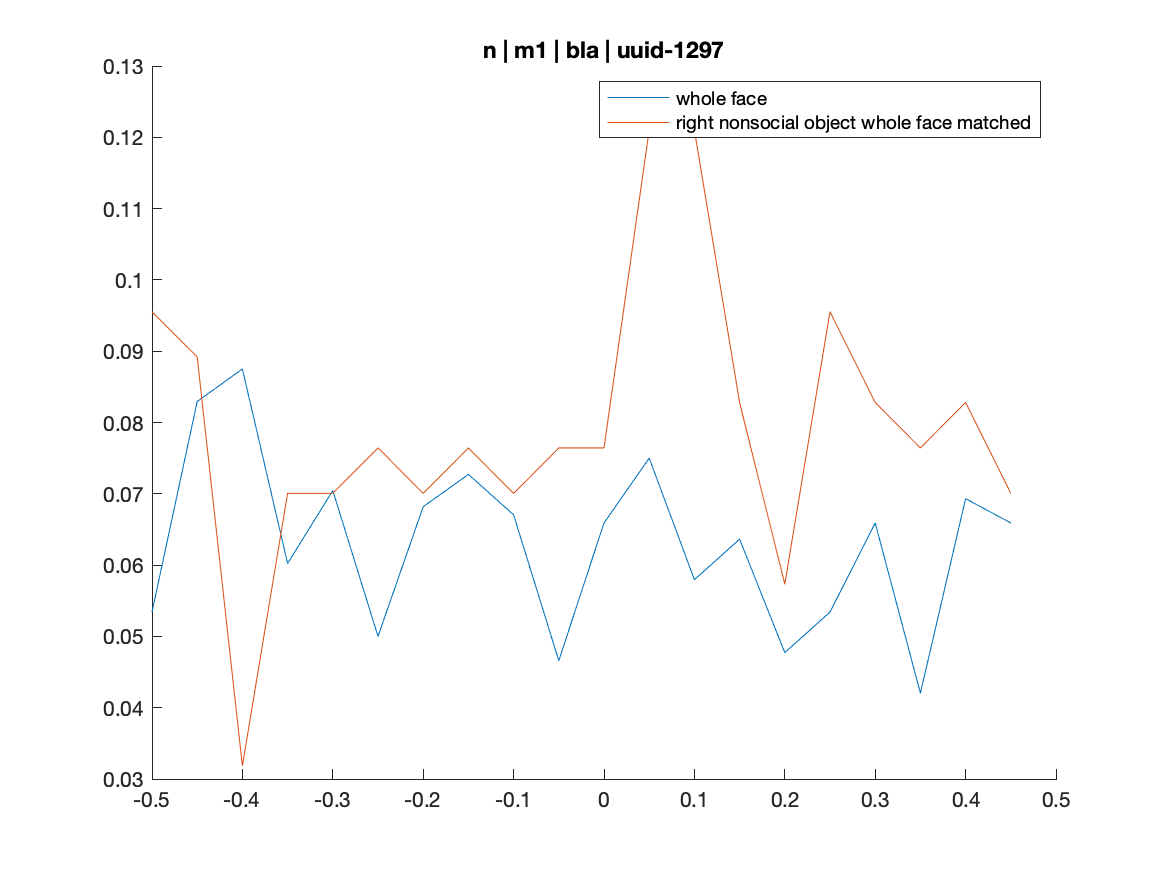 n | m1 | bla | uuid-1297
whole face
right nonsocial object whole face matched
0.13
0.12
0.11
0.1
0.09
0.08
0.07
0.06
0.05
0.04
0.03
-0.5 -0.4 -0.3 -0.2 -0.1 0 0.1 0.2 0.3 0.4 0.5